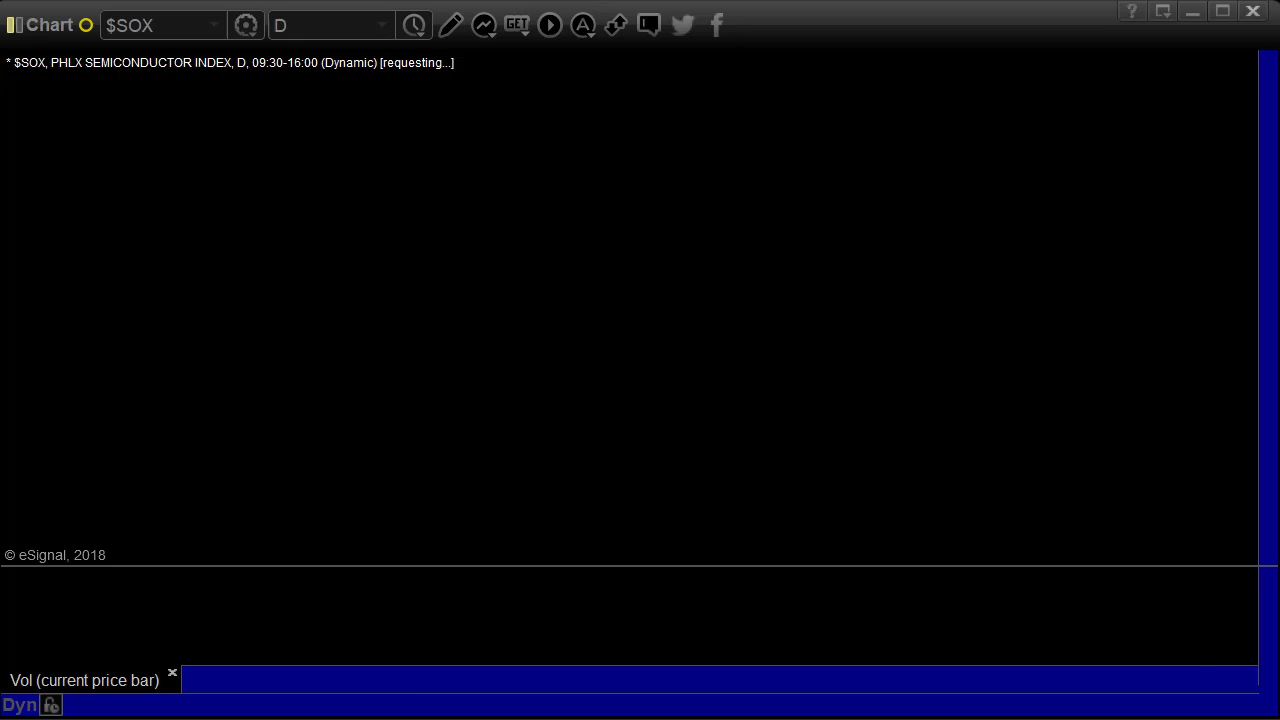 Chart $SOX D GET A
* $SOX, PHLX SEMICONDUCTOR INDEX, D, 09:30-16:00 (Dynamic) [requesting...]
© eSignal, 2018
Vol (current price bar)
Dyn